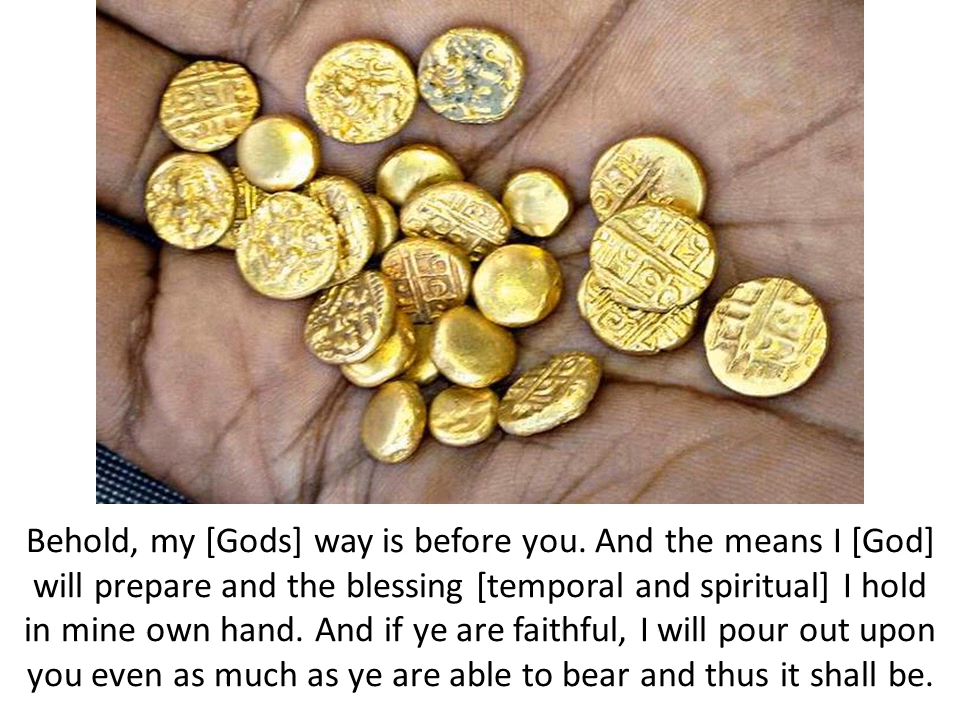 Behold, my [Gods] way is before you. And the means I [God]
will prepare and the blessing [temporal and spiritual] I hold
in mine own hand. And if ye are faithful, I will pour out upon
you even as much as ye are able to bear and thus it shall be.